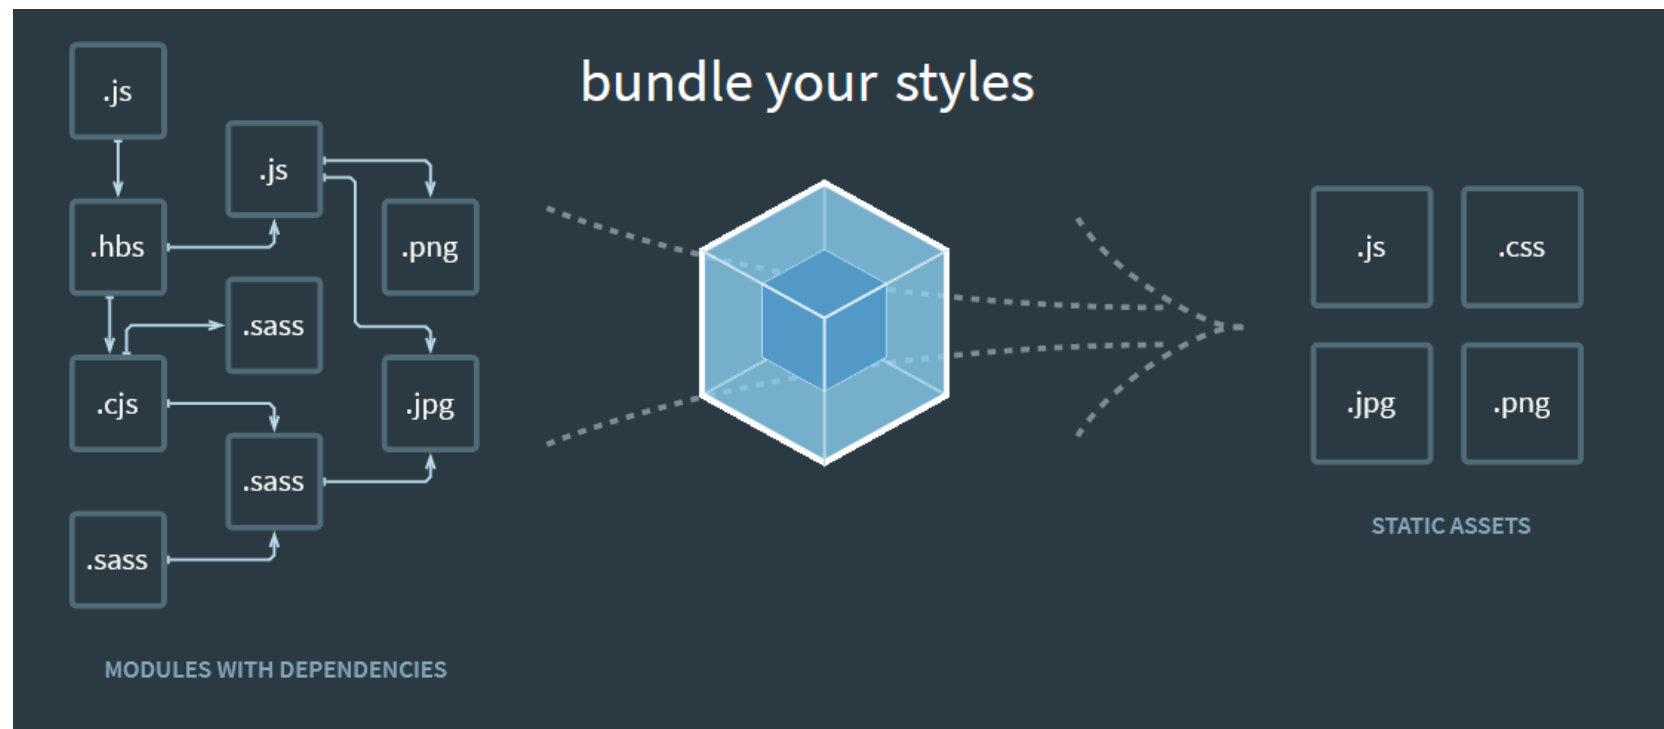 bundle your styles
.js
.js
.hbs
.png
.sass
.cjs
.jpg
.sass
.sass
MODULES WITH DEPENDENCIES
.js
.css
.jpg
.png
STATIC ASSETS